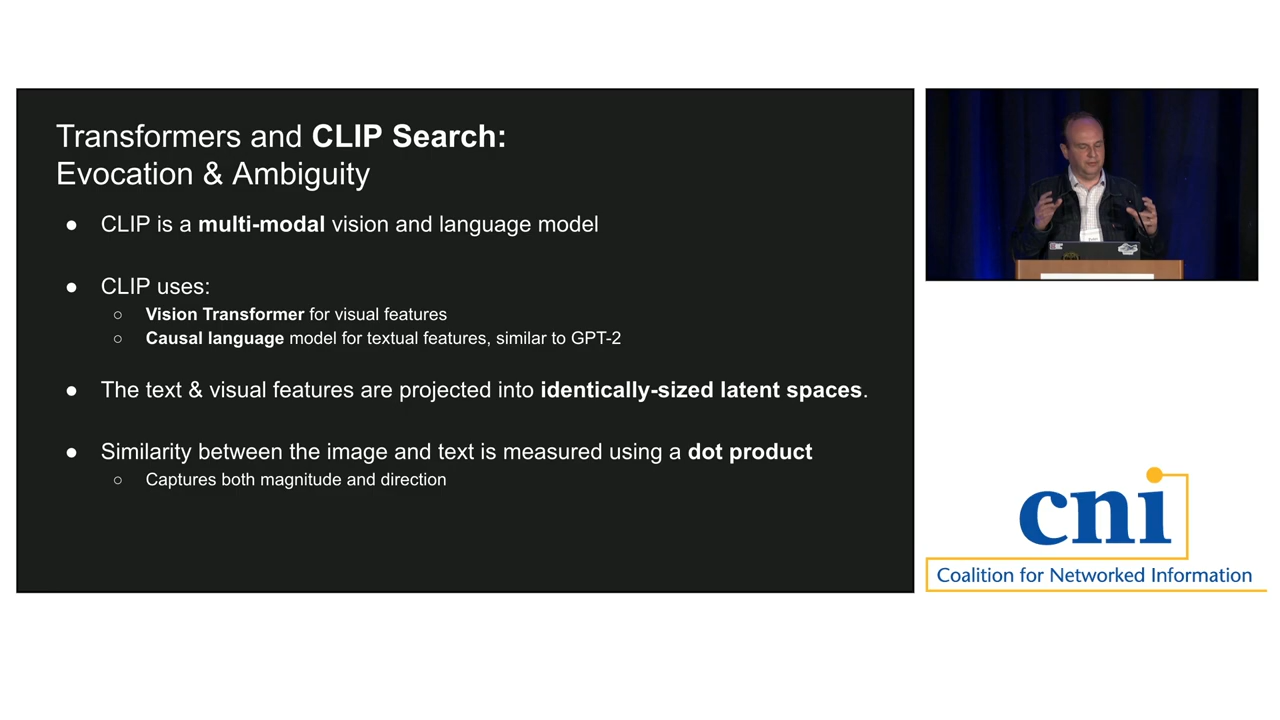 Transformers and CLIP Search:
Evocation & Ambiguity
● CLIP is a multi-modal vision and language model
● CLIP uses:
○ Vision Transformer for visual features
○ Causal language model for textual features, similar to GPT-2
● The text & visual features are projected into identically-sized latent spaces.
● Similarity between the image and text is measured using a dot product
○ Captures both magnitude and direction
cni
Coalition for Networked Information